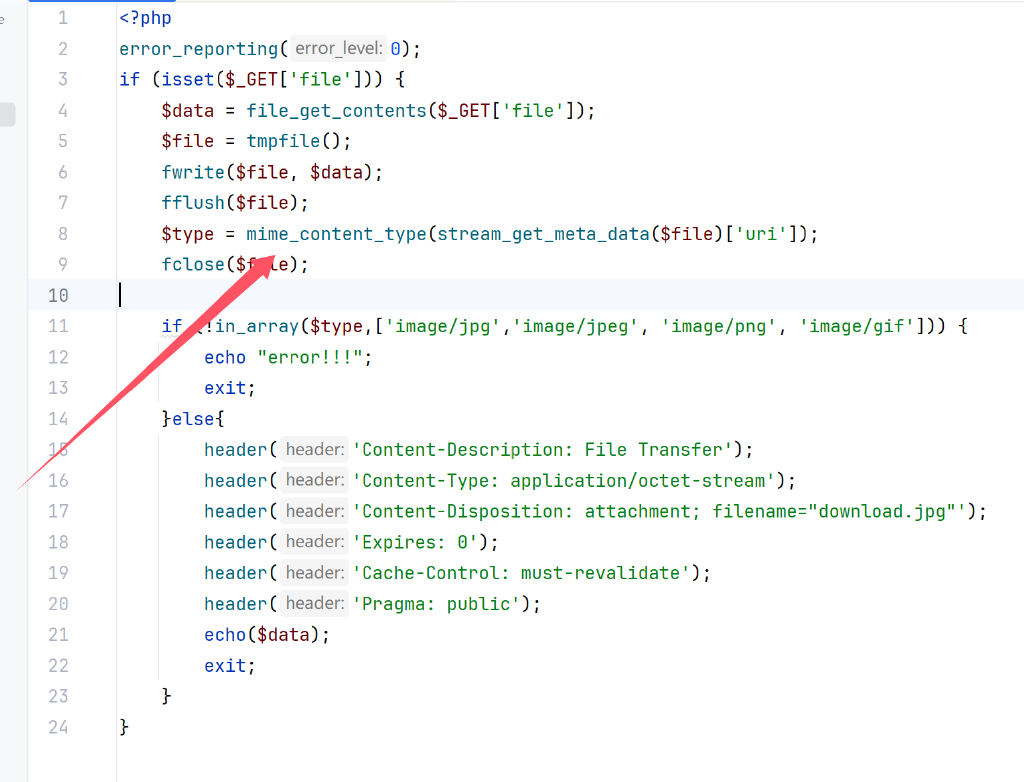 1 <?php
2 error_reporting( error_level: 0);
3 if (isset($_GET['file'])) {
4 $data = file_get_contents($_GET['file']);
5 $file = tmpfile();
6 fwrite($file, $data);
7 fflush($file);
8 $type = mime_content_type(stream_get_meta_data($file)['uri']);
9 fclose($file);
10
11 if (!in_array($type,['image/jpg','image/jpeg', 'image/png', 'image/gif'])) {
12 echo "error!!!";
13 exit;
14 }else{
15 header( header: 'Content-Description: File Transfer');
16 header( header: 'Content-Type: application/octet-stream');
17 header( header: 'Content-Disposition: attachment; filename="download.jpg"');
18 header( header: 'Expires: 0');
19 header( header: 'Cache-Control: must-revalidate');
20 header( header: 'Pragma: public');
21 echo($data);
22 exit;
23 }
24 }